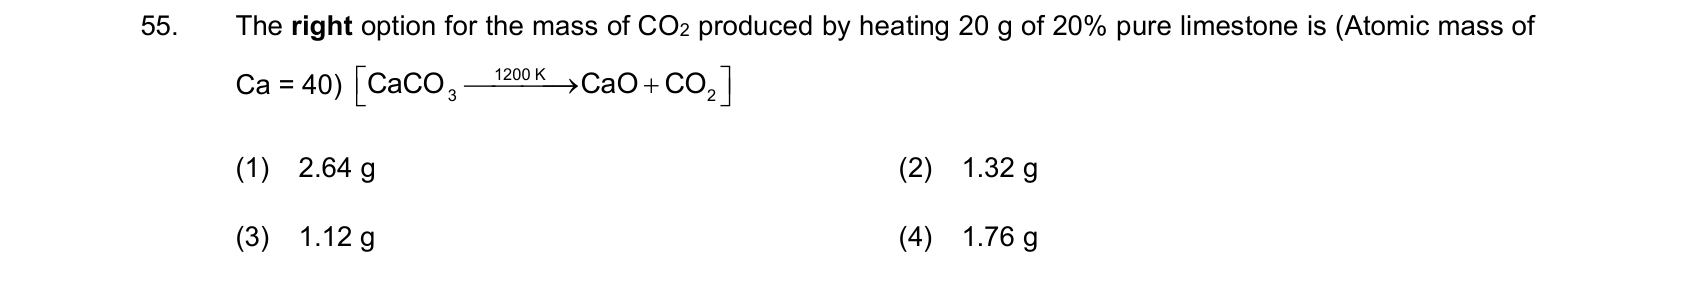 55. The right option for the mass of CO₂ produced by heating 20 g of 20% pure limestone is (Atomic mass of
Ca = 40) [CaCO₃ —1200 K→ CaO + CO₂]
(1) 2.64 g (2) 1.32 g
(3) 1.12 g (4) 1.76 g